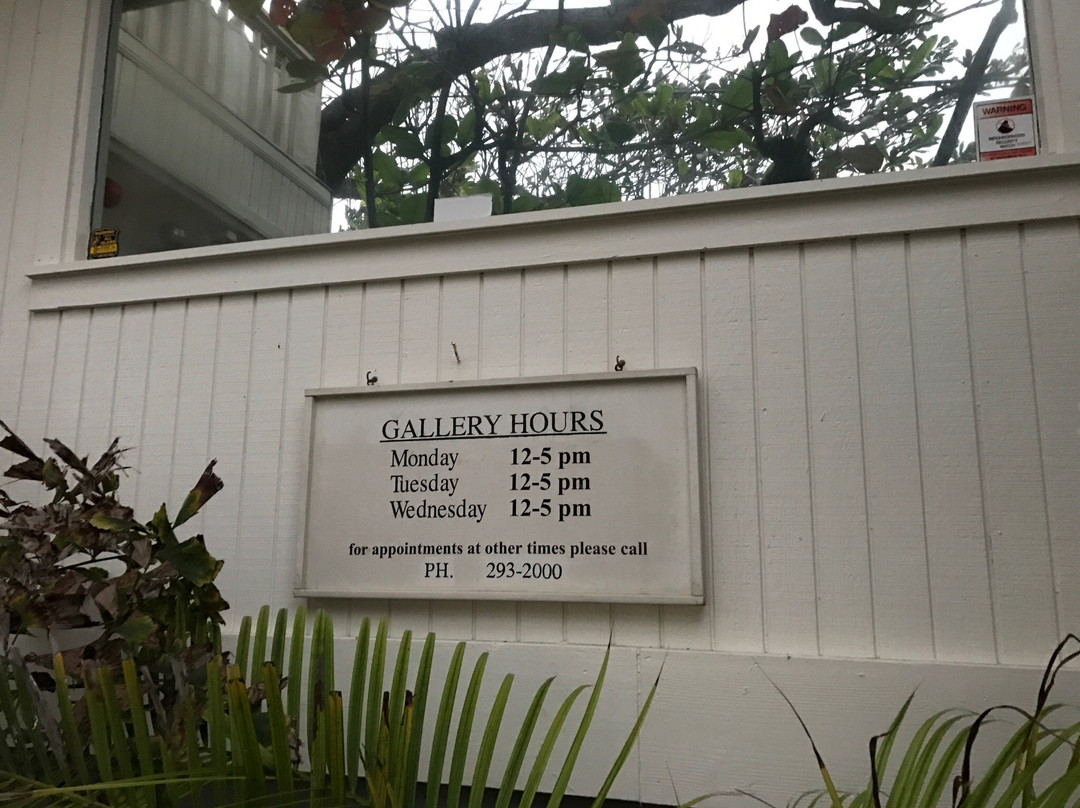 WARNING
GALLERY HOURS
Monday 12-5 pm
Tuesday 12-5 pm
Wednesday 12-5 pm
for appointments at other times please call
PH. 293-2000